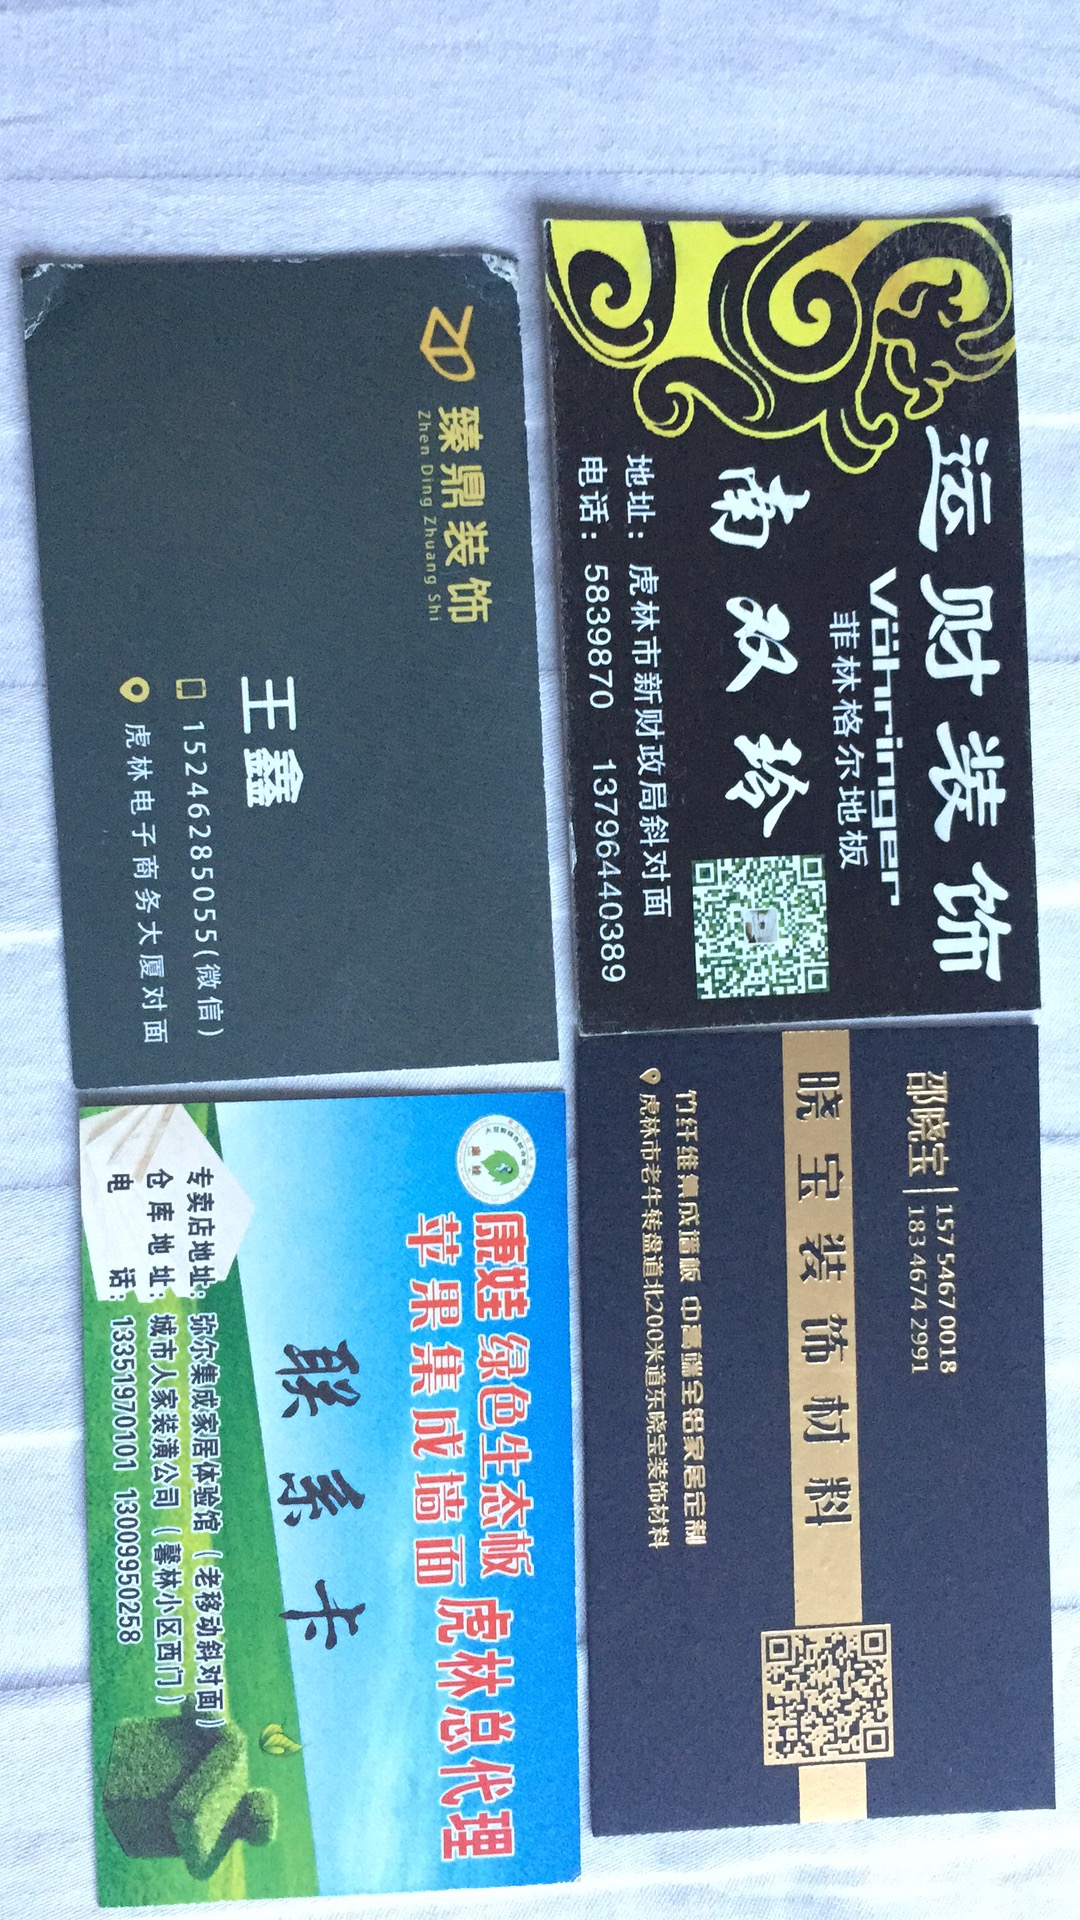 运财装饰
Vöhringer
菲林格尔地板
南双珍
地址：虎林市新财政局斜对面
电话：5839870 13796440389
臻鼎装饰
Zhen Ding Zhuang Shi
王鑫
15246285055(微信)
虎林电子商务大厦对面
邵晓宝
157 5467 0018
183 4674 2991
晓宝装饰材料
竹纤维集成墙板 中高端全铝家居定制
虎林市老牛转盘道北200米道东晓宝装饰材料
康娃
康娃 绿色生态板
苹果集成墙面
虎林总代理
联系卡
专卖店地址：弥尔集成家居体验馆（老移动斜对面）
仓库地址：城市人家装潢公司（馨林小区西门）
电话：13351970101 13009950258